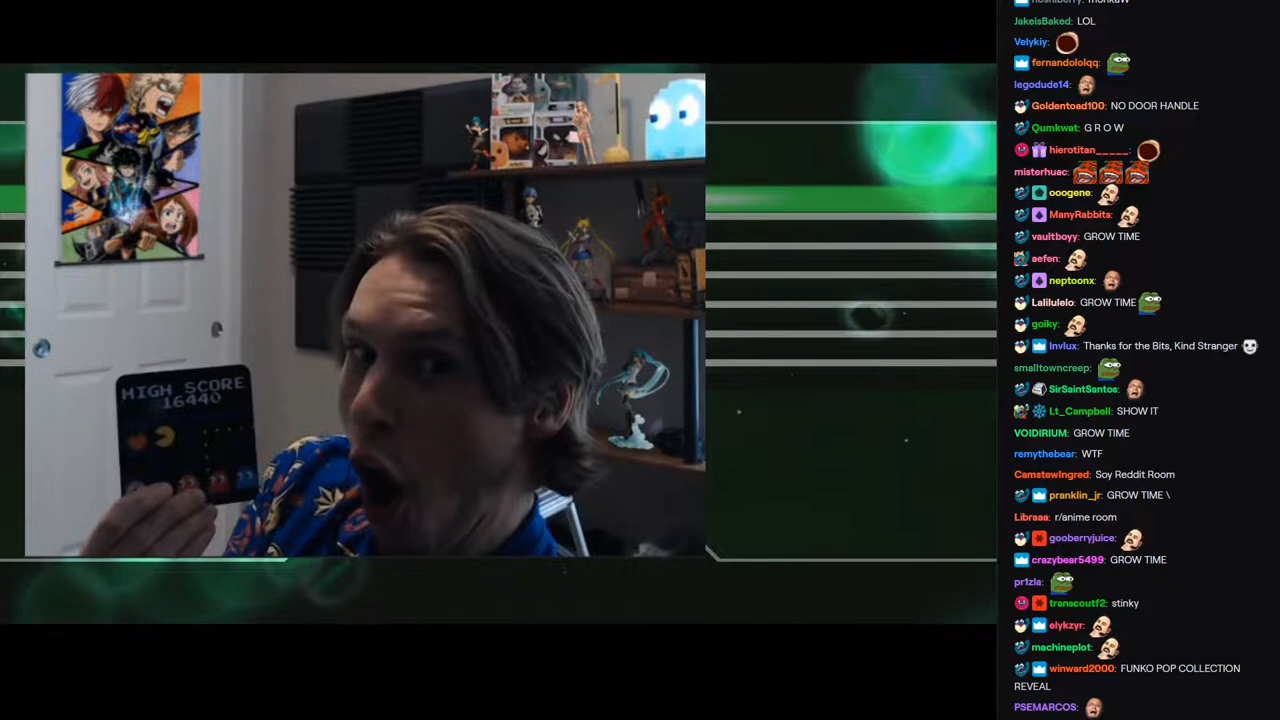 HIGH SCORE
16440
JakeisBaked: LOL
Velykiy:
fernandololqq:
legodude14:
Goldentoad100: NO DOOR HANDLE
Qumkwat: G R O W
hierotitan_____:
misterhuac:
ooogene:
ManyRabbits:
vaultboyy: GROW TIME
aefen:
neptoonx:
Lalilulelo: GROW TIME
goiky:
Invlux: Thanks for the Bits, Kind Stranger
smalltowncreep:
SirSaintSantos:
Lt_Campbell: SHOW IT
VOIDIRIUM: GROW TIME
remythebear: WTF
CamstewIngred: Soy Reddit Room
pranklin_jr: GROW TIME \
Libraaa: r/anime room
gooberryjuice:
crazybear5499: GROW TIME
pr1zla:
transcoutf2: stinky
elykzyr:
machineplot:
winward2000: FUNKO POP COLLECTION
REVEAL
PSEMARCOS: